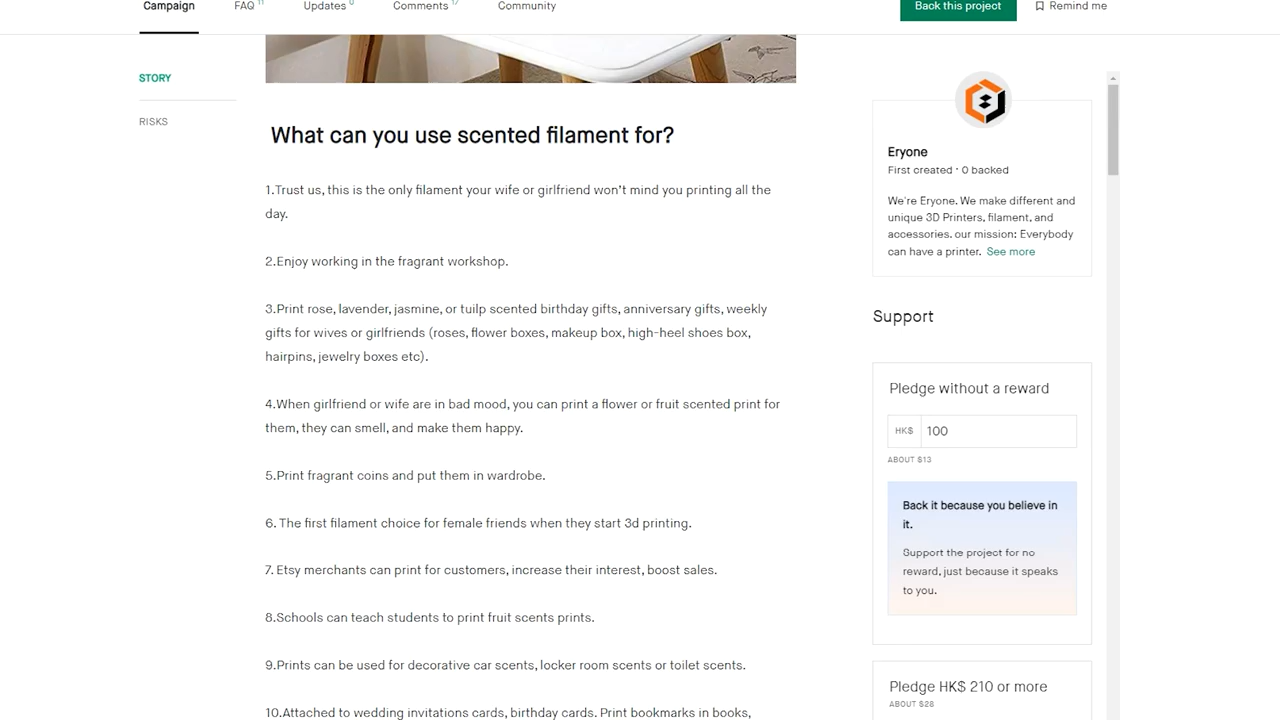 Campaign
FAQ 11
Updates 0
Comments 17
Community
Back this project
Remind me
STORY
RISKS
What can you use scented filament for?
1.Trust us, this is the only filament your wife or girlfriend won't mind you printing all the
day.
2.Enjoy working in the fragrant workshop.
3.Print rose, lavender, jasmine, or tuilp scented birthday gifts, anniversary gifts, weekly
gifts for wives or girlfriends (roses, flower boxes, makeup box, high-heel shoes box,
hairpins, jewelry boxes etc).
4.When girlfriend or wife are in bad mood, you can print a flower or fruit scented print for
them, they can smell, and make them happy.
5.Print fragrant coins and put them in wardrobe.
6. The first filament choice for female friends when they start 3d printing.
7. Etsy merchants can print for customers, increase their interest, boost sales.
8.Schools can teach students to print fruit scents prints.
9.Prints can be used for decorative car scents, locker room scents or toilet scents.
10.Attached to wedding invitations cards, birthday cards. Print bookmarks in books,
Eryone
First created · 0 backed
We're Eryone. We make different and
unique 3D Printers, filament, and
accessories. our mission: Everybody
can have a printer. See more
Support
Pledge without a reward
HK$ 100
ABOUT $13
Back it because you believe in
it.
Support the project for no
reward, just because it speaks
to you.
Pledge HK$ 210 or more
ABOUT $28